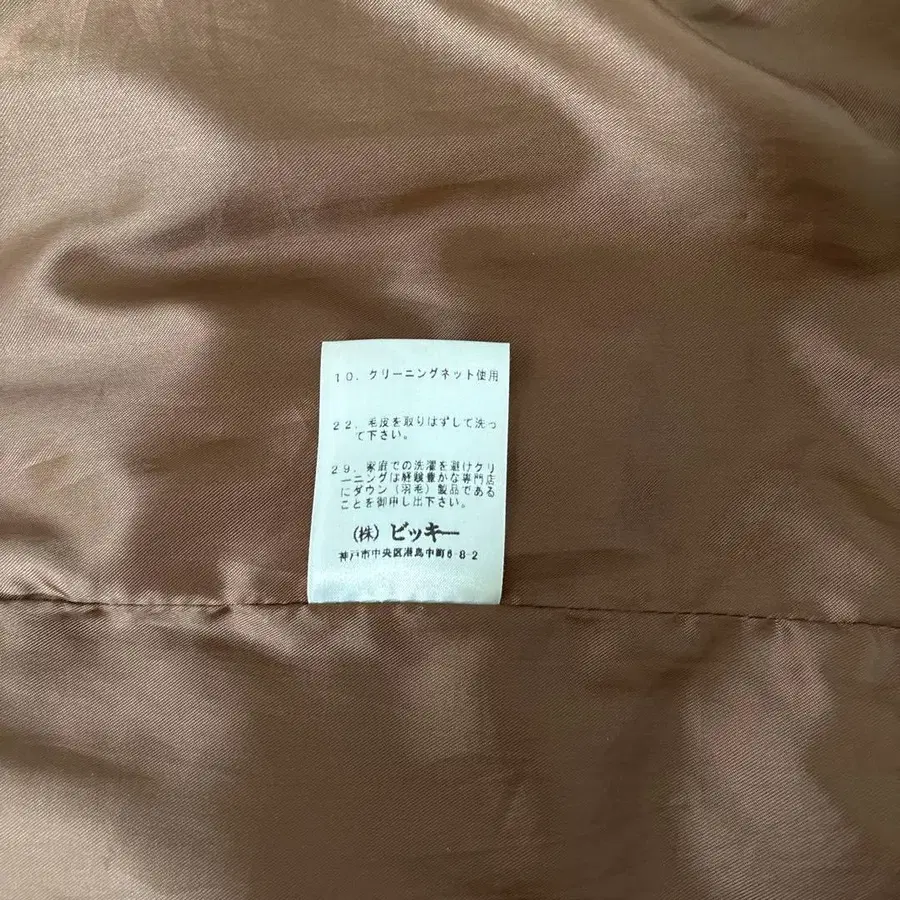 10. クリーニングネット使用
22. 毛皮を取りはずして洗っ
て下さい。
29. 家庭での洗濯を避けクリ
ーニングは経験豊かな専門店
にダウン(羽毛)製品である
ことを御申し出下さい。
(株) ビッキー
神戸市中央区港島中町6-8-2